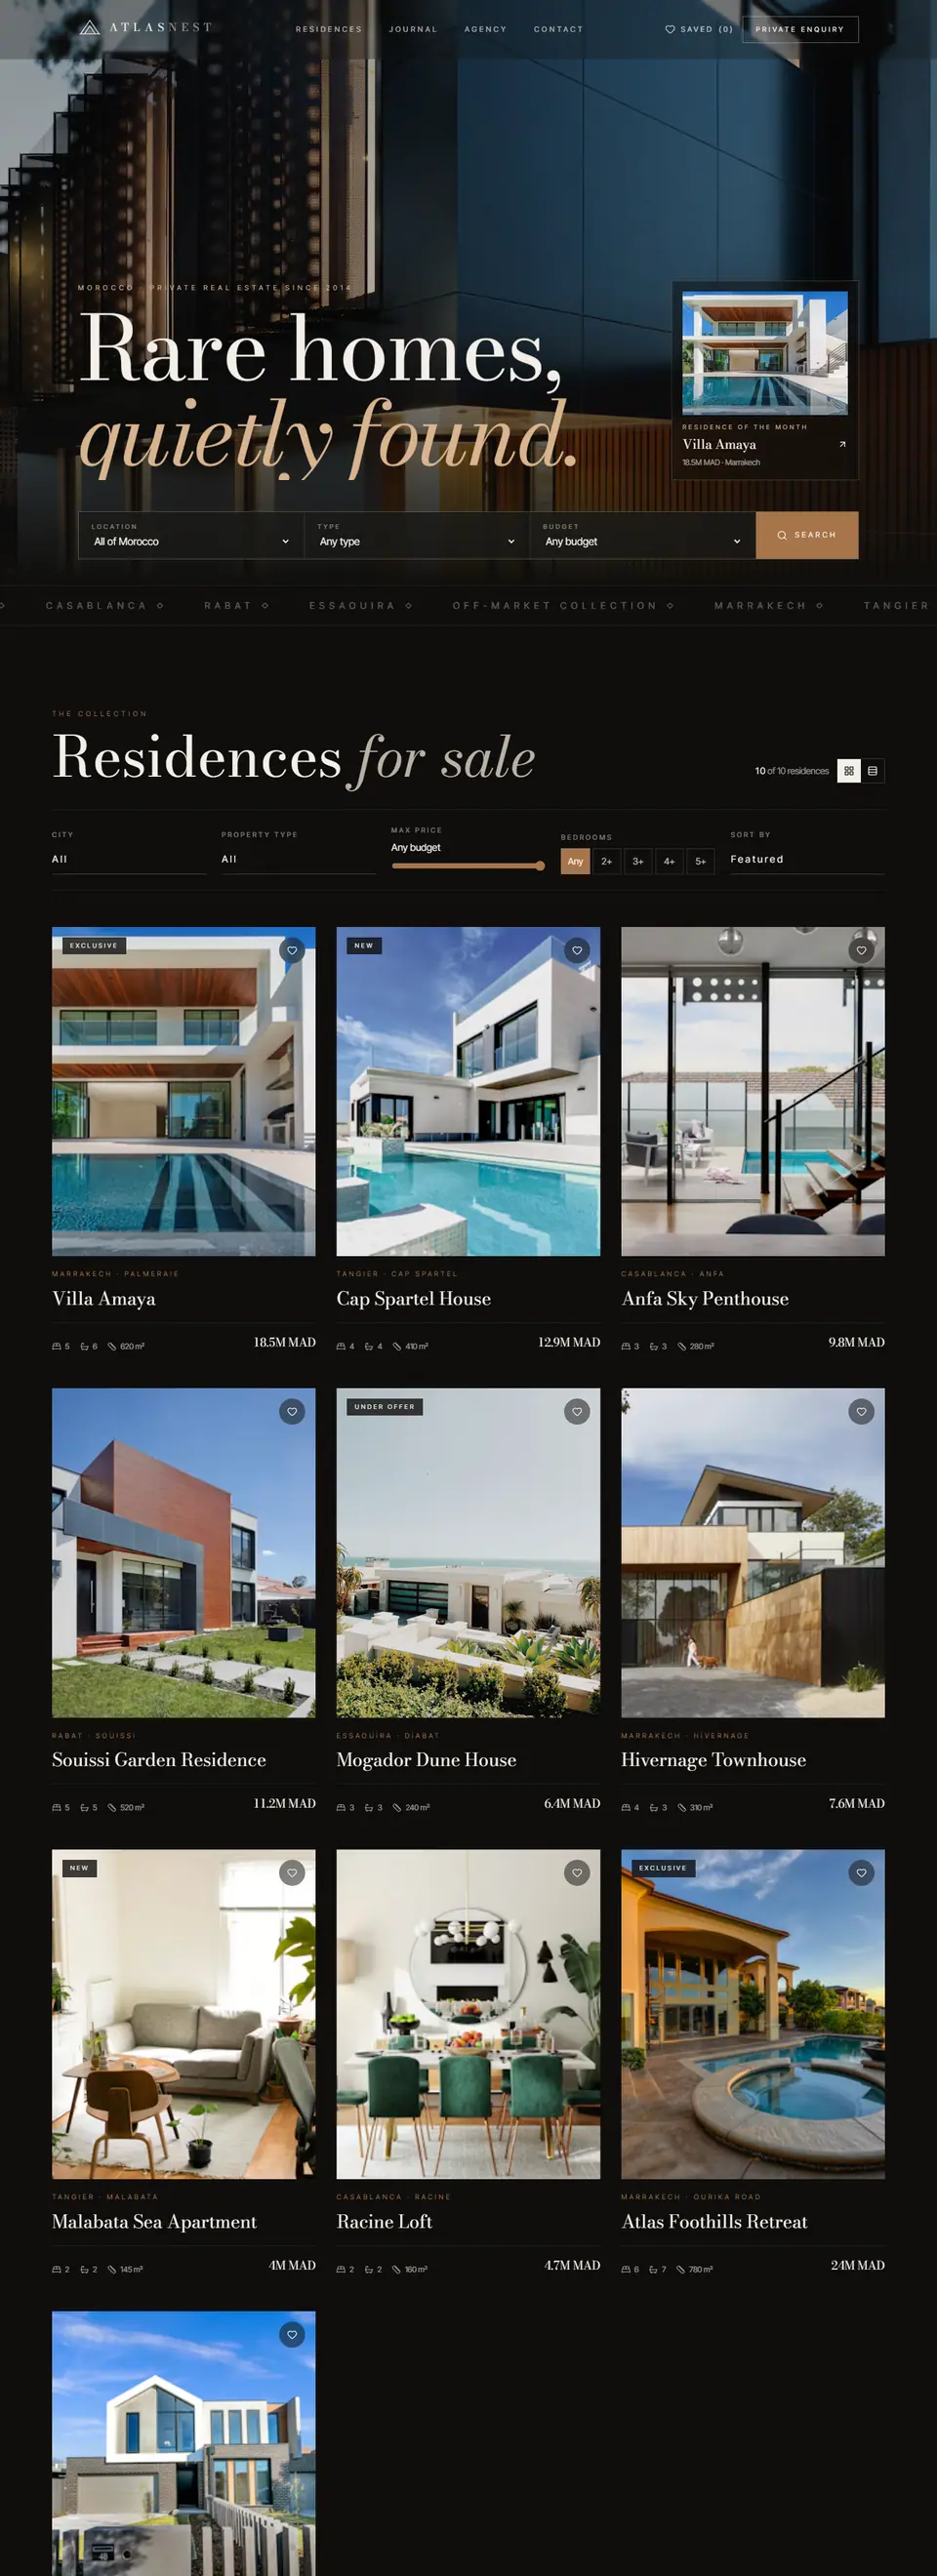 ATLASNEST
RESIDENCES JOURNAL AGENCY CONTACT
SAVED (0)
PRIVATE ENQUIRY
MOROCCO · PRIVATE REAL ESTATE SINCE 2014
Rare homes,
quietly found.
RESIDENCE OF THE MONTH
Villa Amaya
18.5M MAD · Marrakech
LOCATION
All of Morocco
TYPE
Any type
BUDGET
Any budget
SEARCH
CASABLANCA ◇ RABAT ◇ ESSAOUIRA ◇ OFF-MARKET COLLECTION ◇ MARRAKECH ◇ TANGIER
THE COLLECTION
Residences for sale
10 of 10 residences
CITY
All
PROPERTY TYPE
All
MAX PRICE
Any budget
BEDROOMS
Any 2+ 3+ 4+ 5+
SORT BY
Featured
EXCLUSIVE
MARRAKECH · PALMERAIE
Villa Amaya
5 6 620 m²
18.5M MAD
NEW
TANGIER · CAP SPARTEL
Cap Spartel House
4 4 410 m²
12.9M MAD
CASABLANCA · ANFA
Anfa Sky Penthouse
3 3 280 m²
9.8M MAD
RABAT · SOUISSI
Souissi Garden Residence
5 5 520 m²
11.2M MAD
UNDER OFFER
ESSAOUIRA · DIABAT
Mogador Dune House
3 3 240 m²
6.4M MAD
MARRAKECH · HIVERNAGE
Hivernage Townhouse
4 3 310 m²
7.6M MAD
NEW
TANGIER · MALABATA
Malabata Sea Apartment
2 2 145 m²
4M MAD
CASABLANCA · RACINE
Racine Loft
2 2 160 m²
4.7M MAD
EXCLUSIVE
MARRAKECH · OURIKA ROAD
Atlas Foothills Retreat
6 7 780 m²
24M MAD